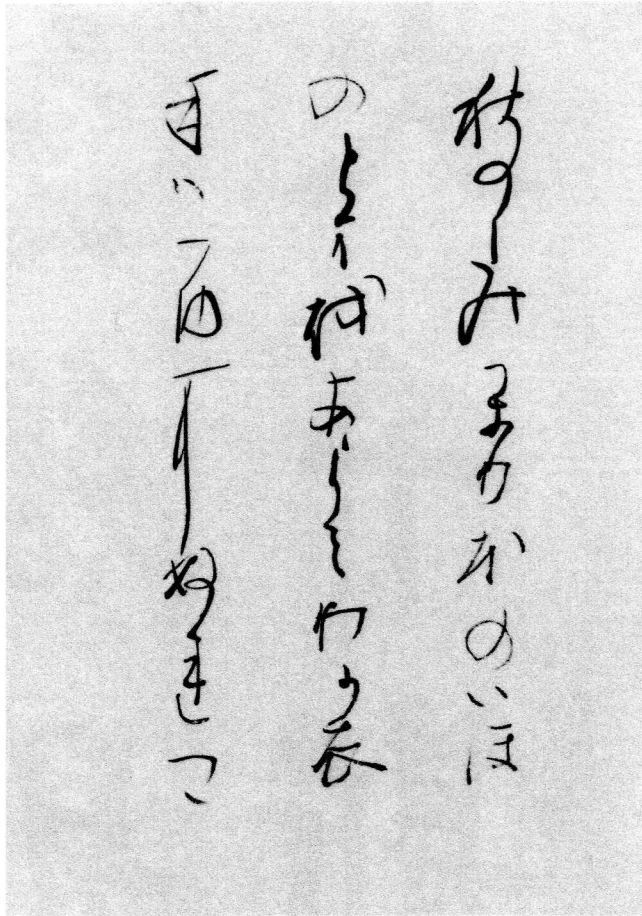 秋の田のかりほのいほ
のとまをあらみわか衣
手はつゆにぬれつゝ